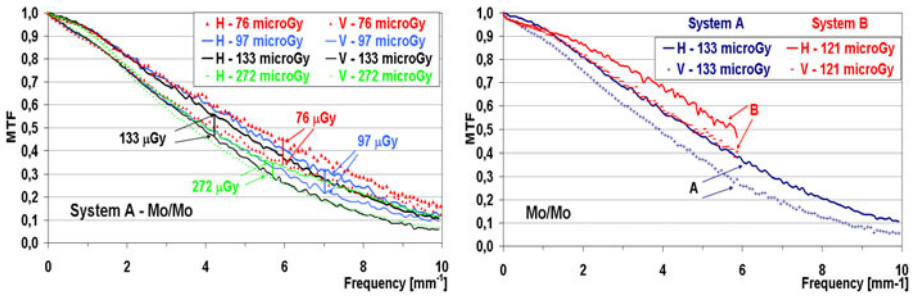 H - 76 microGy V - 76 microGy
H - 97 microGy V - 97 microGy
H - 133 microGy V - 133 microGy
H - 272 microGy V - 272 microGy
MTF
1,0
0,9
0,8
0,7
0,6
0,5
0,4
0,3
0,2
0,1
0,0
133 µGy
76 µGy
97 µGy
272 µGy
System A - Mo/Mo
0 2 4 6 8 10
Frequency [mm-1]
System A System B
H - 133 microGy H - 121 microGy
V - 133 microGy V - 121 microGy
MTF
1,0
0,9
0,8
0,7
0,6
0,5
0,4
0,3
0,2
0,1
0,0
B
A
Mo/Mo
0 2 4 6 8 10
Frequency [mm-1]